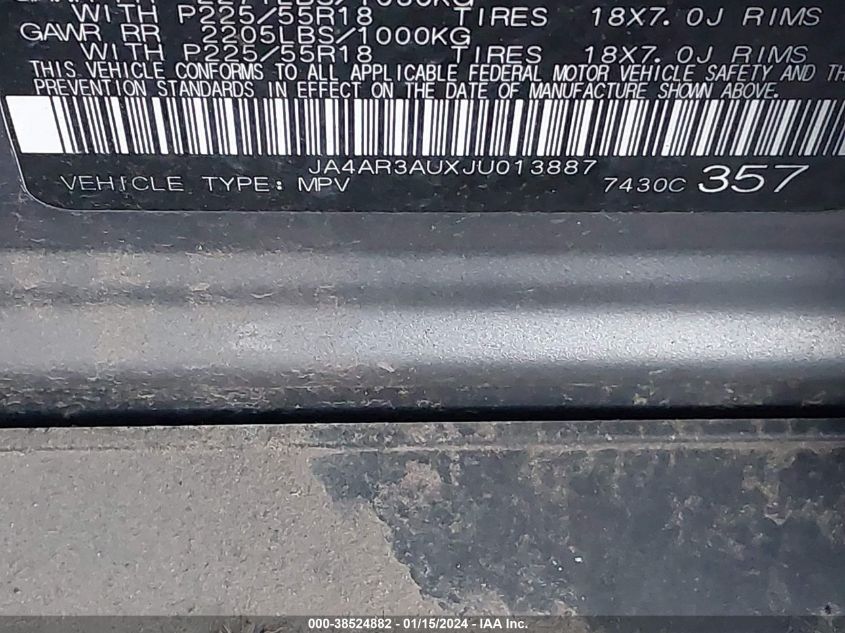 WITH P225/55R18 TIRES 18X7.0J RIMS
GAWR RR 2205LBS/1000KG
WITH P225/55R18 TIRES 18X7.0J RIMS
THIS VEHICLE CONFORMS TO ALL APPLICABLE FEDERAL MOTOR VEHICLE SAFETY AND
PREVENTION STANDARDS IN EFFECT ON THE DATE OF MANUFACTURE SHOWN ABOVE.
JA4AR3AUXJU013887
VEHICLE TYPE: MPV 7430C 357
000-38524882 - 01/15/2024 - IAA Inc.